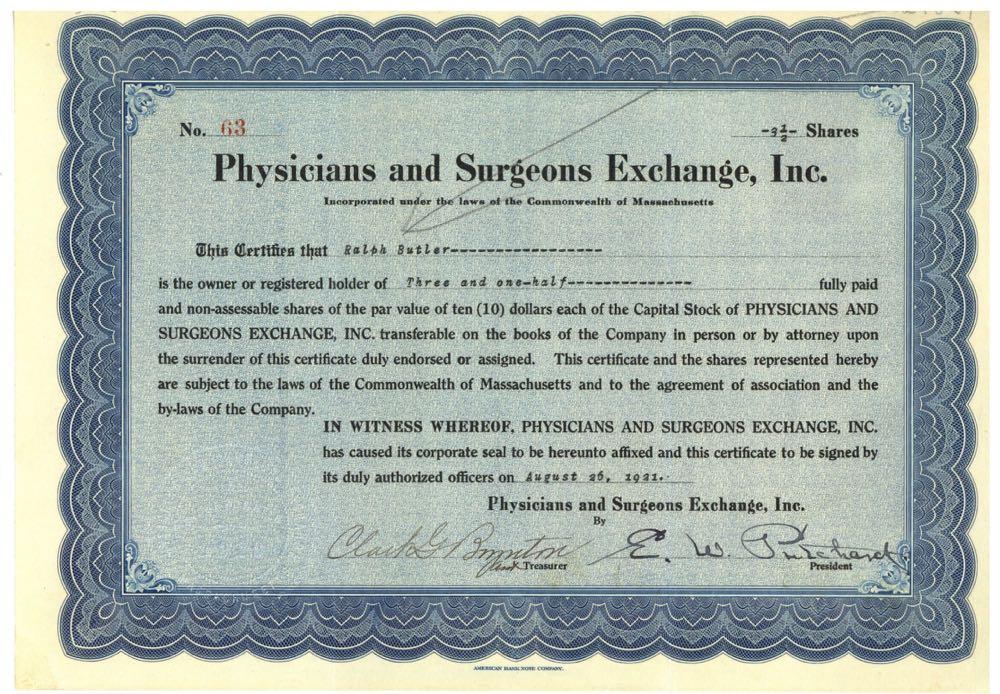 No. 63
-3½- Shares
Physicians and Surgeons Exchange, Inc.
Incorporated under the laws of the Commonwealth of Massachusetts
This Certifies that Ralph Butler------------------
is the owner or registered holder of Three and one-half-------------- fully paid
and non-assessable shares of the par value of ten (10) dollars each of the Capital Stock of PHYSICIANS AND
SURGEONS EXCHANGE, INC. transferable on the books of the Company in person or by attorney upon
the surrender of this certificate duly endorsed or assigned. This certificate and the shares represented hereby
are subject to the laws of the Commonwealth of Massachusetts and to the agreement of association and the
by-laws of the Company.
IN WITNESS WHEREOF, PHYSICIANS AND SURGEONS EXCHANGE, INC.
has caused its corporate seal to be hereunto affixed and this certificate to be signed by
its duly authorized officers on August 26, 1921.
Physicians and Surgeons Exchange, Inc.
By
Clark G Boynton E. W. Pritchard
Asst Treasurer President
AMERICAN BANK NOTE COMPANY.